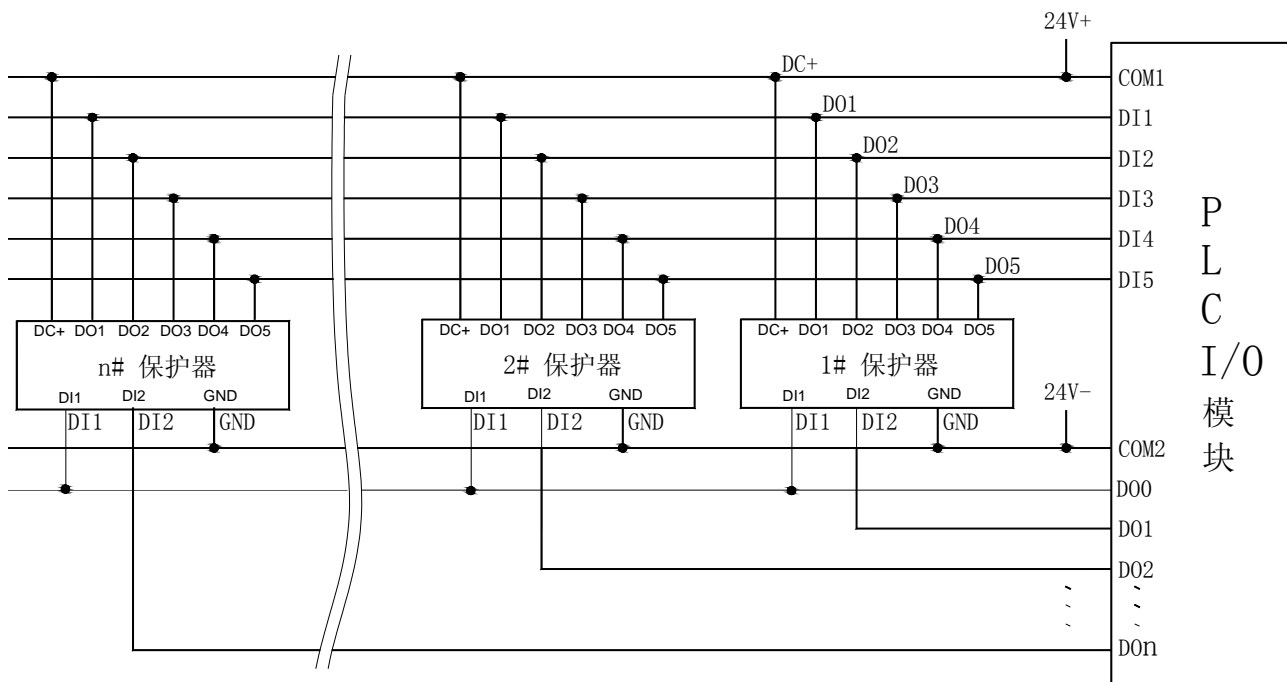 24V+
DC+
COM1
DO1
DI1
DO2
DI2
DO3
DI3
DO4
DI4
DO5
DI5
PLC I/O模块
DC+ DO1 DO2 DO3 DO4 DO5
n# 保护器
DI1 DI2 GND
DC+ DO1 DO2 DO3 DO4 DO5
2# 保护器
DI1 DI2 GND
DC+ DO1 DO2 DO3 DO4 DO5
1# 保护器
DI1 DI2 GND
24V-
DI1 DI2 GND
DI1 DI2 GND
DI1 DI2 GND
COM2
DO0
DO1
DO2
DOn